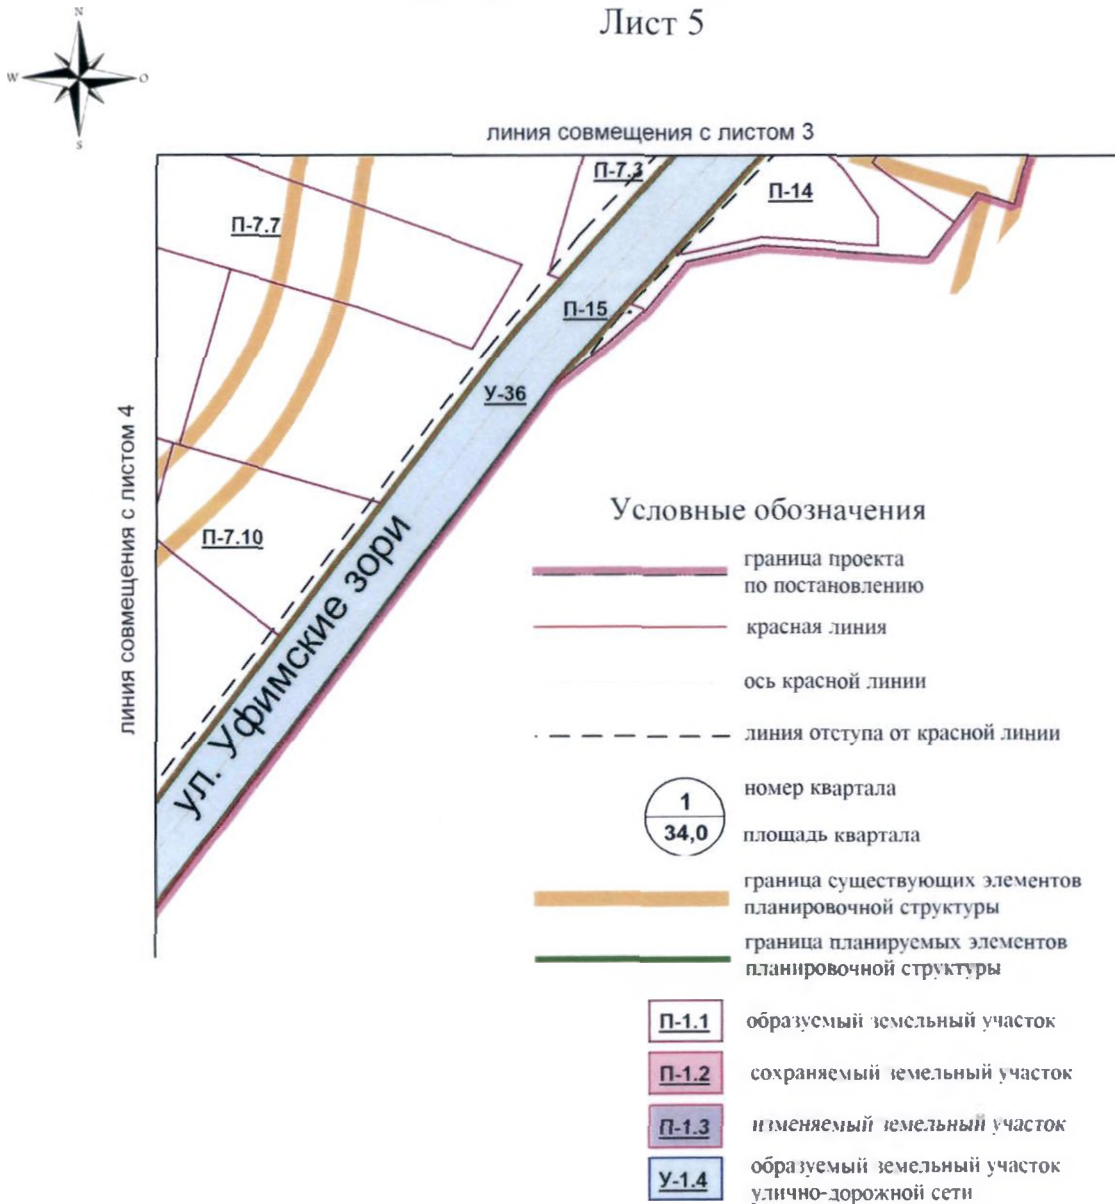 Лист 5
N
W
O
S
линия совмещения с листом 3
П-7.3
П-14
П-7.7
П-15
У-36
линия совмещения с листом 4
П-7.10
ул. Уфимские зори
Условные обозначения
граница проекта
по постановлению
красная линия
ось красной линии
линия отступа от красной линии
1
номер квартала
34,0
площадь квартала
граница существующих элементов
планировочной структуры
граница планируемых элементов
планировочной структуры
П-1.1
образуемый земельный участок
П-1.2
сохраняемый земельный участок
П-1.3
изменяемый земельный участок
У-1.4
образуемый земельный участок
улично-дорожной сети